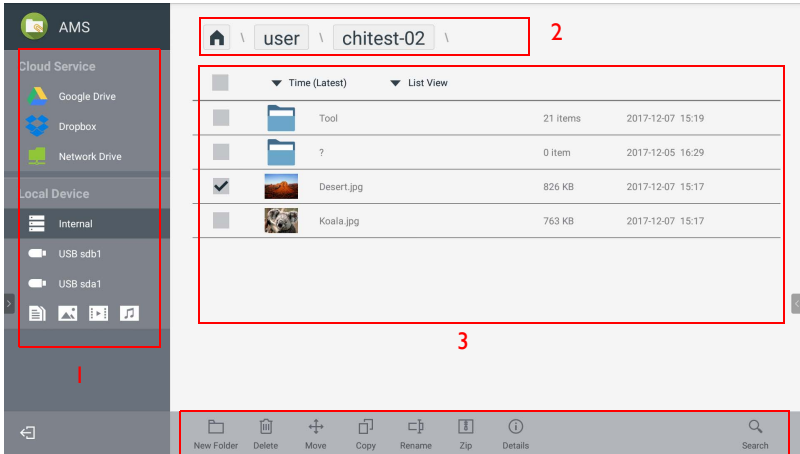 AMS
Cloud Service
Google Drive
Dropbox
Network Drive
Local Device
Internal
USB sdb1
USB sda1
1
\ user \ chitest-02 \
2
Time (Latest) List View
Tool 21 items 2017-12-07 15:19
? 0 item 2017-12-05 16:29
Desert.jpg 826 KB 2017-12-07 15:17
Koala.jpg 763 KB 2017-12-07 15:17
3
New Folder Delete Move Copy Rename Zip Details Search